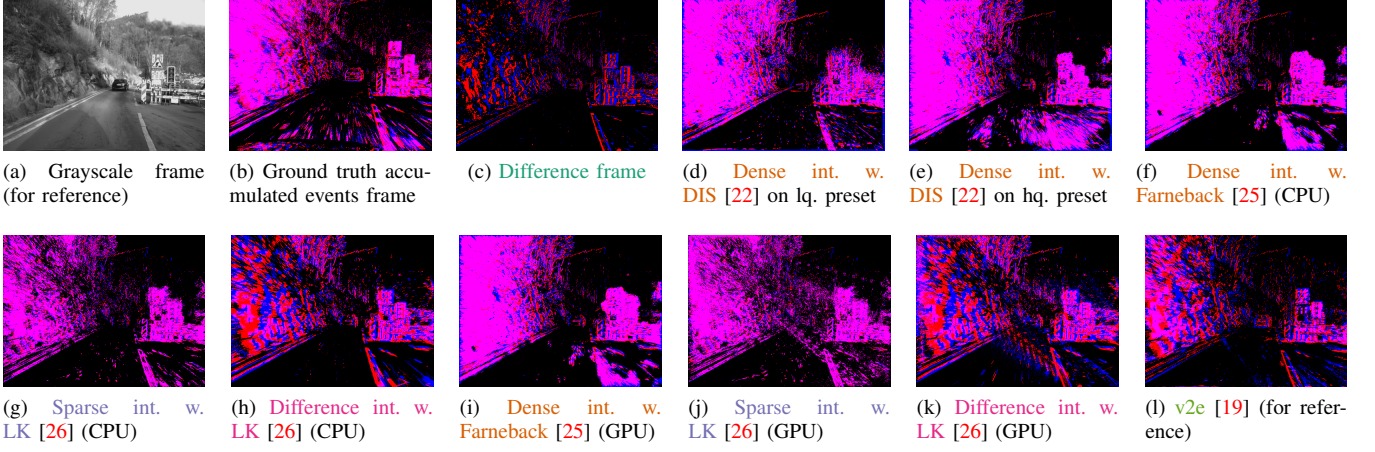 (a) Grayscale frame
(for reference)
(b) Ground truth accu-
mulated events frame
(c) Difference frame
(d) Dense int. w.
DIS [22] on lq. preset
(e) Dense int. w.
DIS [22] on hq. preset
(f) Dense int. w.
Farneback [25] (CPU)
(g) Sparse int. w.
LK [26] (CPU)
(h) Difference int. w.
LK [26] (CPU)
(i) Dense int. w.
Farneback [25] (GPU)
(j) Sparse int. w.
LK [26] (GPU)
(k) Difference int. w.
LK [26] (GPU)
(l) v2e [19] (for refer-
ence)